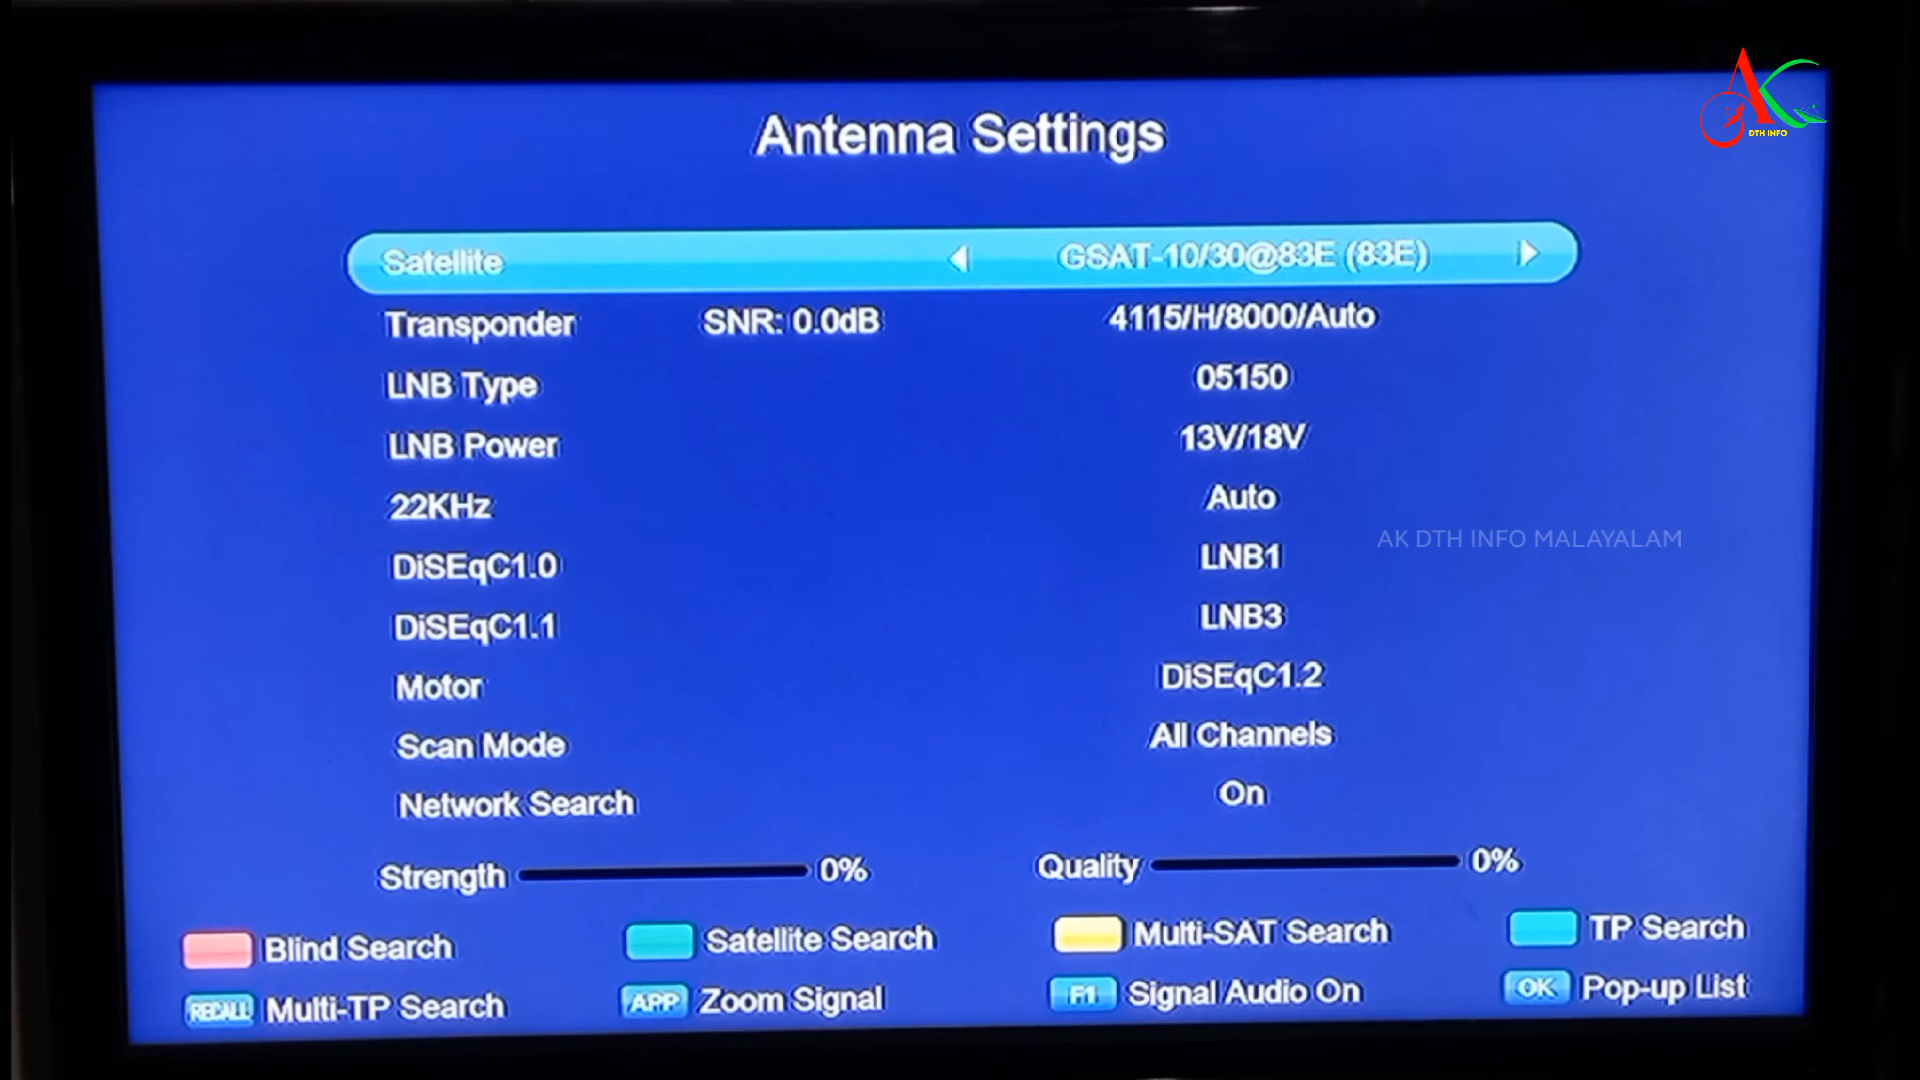 AK
DTH INFO
Antenna Settings
Satellite GSAT-10/30@83E (83E)
Transponder SNR: 0.0dB 4115/H/8000/Auto
LNB Type 05150
LNB Power 13V/18V
22KHz Auto
AK DTH INFO MALAYALAM
DiSEqC1.0 LNB1
DiSEqC1.1 LNB3
Motor DiSEqC1.2
Scan Mode All Channels
Network Search On
Strength 0% Quality 0%
Blind Search Satellite Search Multi-SAT Search TP Search
RECALL Multi-TP Search APP Zoom Signal F1 Signal Audio On OK Pop-up List